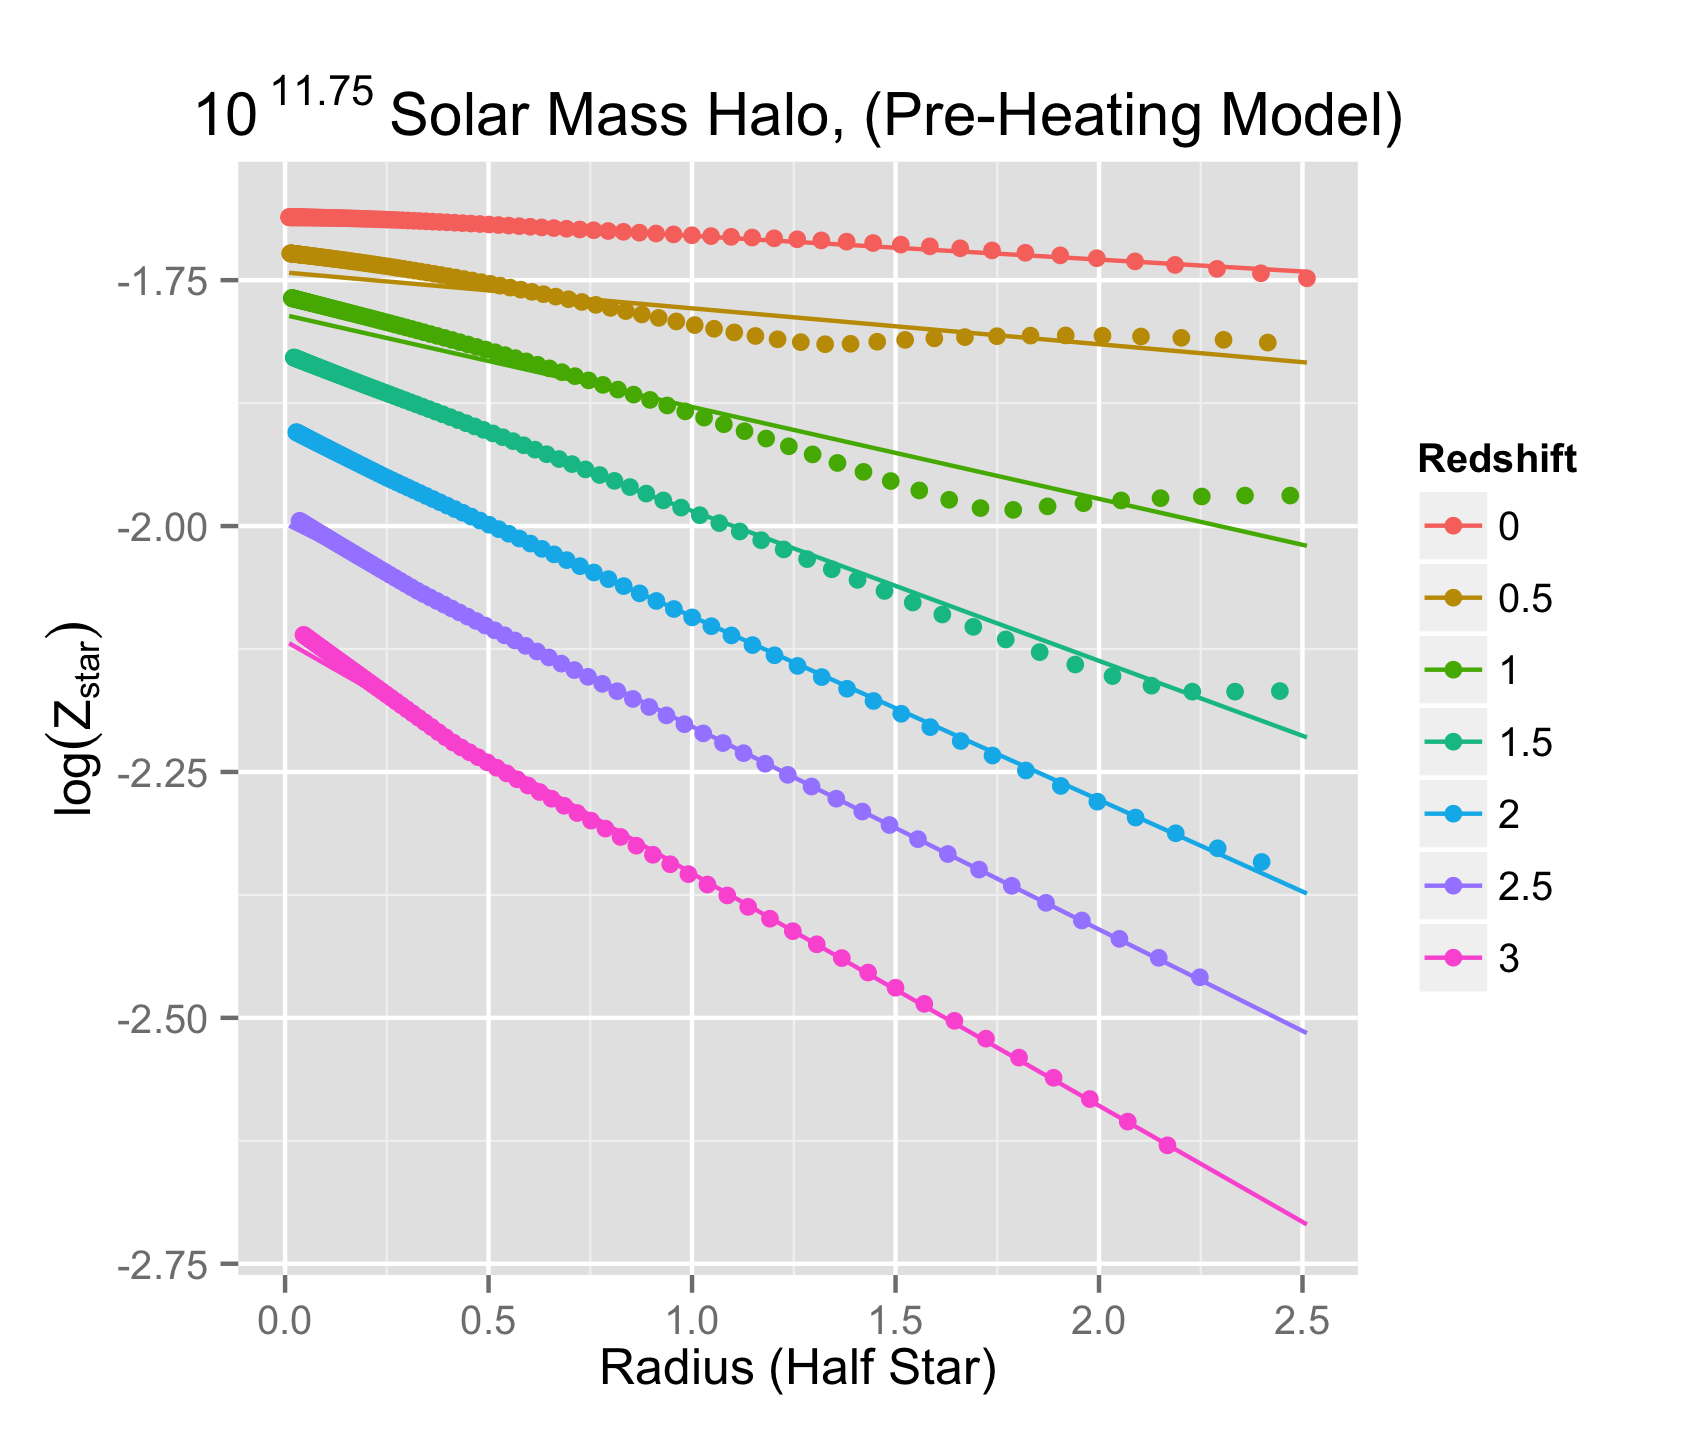 10 11.75 Solar Mass Halo, (Pre-Heating Model)
log(Zstar)
-1.75
-2.00
-2.25
-2.50
-2.75
0.0 0.5 1.0 1.5 2.0 2.5
Radius (Half Star)
Redshift
0
0.5
1
1.5
2
2.5
3